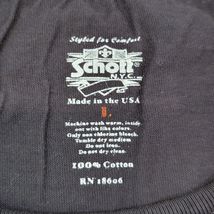 Styled for Comfort
Schott
N.Y.C.
Made in the USA
Machine wash warm, inside
out with like colors.
Only non chlorine bleach.
Tumble dry medium
Do not iron.
Do not dry clean.
100% Cotton
RN 18606